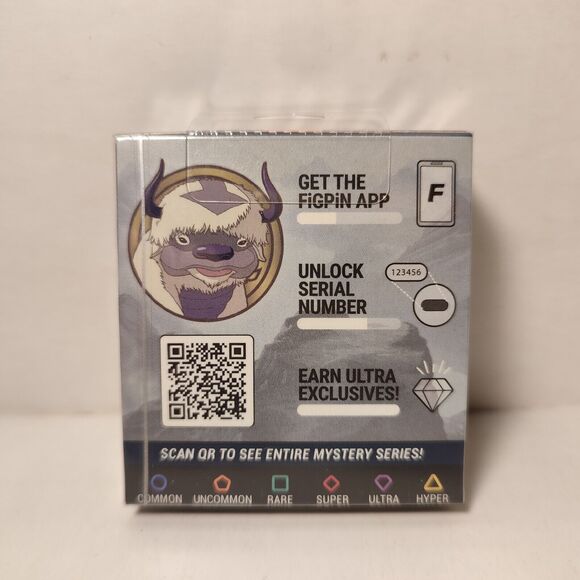 GET THE
FiGPiN APP
F
UNLOCK
SERIAL
NUMBER
123456
EARN ULTRA
EXCLUSIVES!
SCAN QR TO SEE ENTIRE MYSTERY SERIES!
COMMON UNCOMMON RARE SUPER ULTRA HYPER